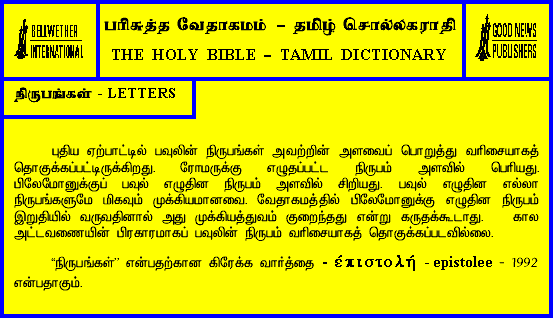 BELLWETHER
INTERNATIONAL
பரிசுத்த வேதாகமம் – தமிழ் சொல்லகராதி
THE HOLY BIBLE – TAMIL DICTIONARY
GOOD NEWS
PUBLISHERS
நிருபங்கள் - LETTERS
புதிய ஏற்பாட்டில் பவுலின் நிருபங்கள் அவற்றின் அளவைப் பொறுத்து வரிசையாகத்
தொகுக்கப்பட்டிருக்கிறது. ரோமருக்கு எழுதப்பட்ட நிருபம் அளவில் பெரியது.
பிலேமோனுக்குப் பவுல் எழுதின நிருபம் அளவில் சிறியது. பவுல் எழுதின எல்லா
நிருபங்களுமே மிகவும் முக்கியமானவை. வேதாகமத்தில் பிலேமோனுக்கு எழுதின நிருபம்
இறுதியில் வருவதினால் அது முக்கியத்துவம் குறைந்தது என்று கருதக்கூடாது. கால
அட்டவணையின் பிரகாரமாகப் பவுலின் நிருபம் வரிசையாகத் தொகுக்கப்படவில்லை.
“நிருபங்கள்” என்பதற்கான கிரேக்க வார்த்தை - έπιστολή - epistolee - 1992
என்பதாகும்.